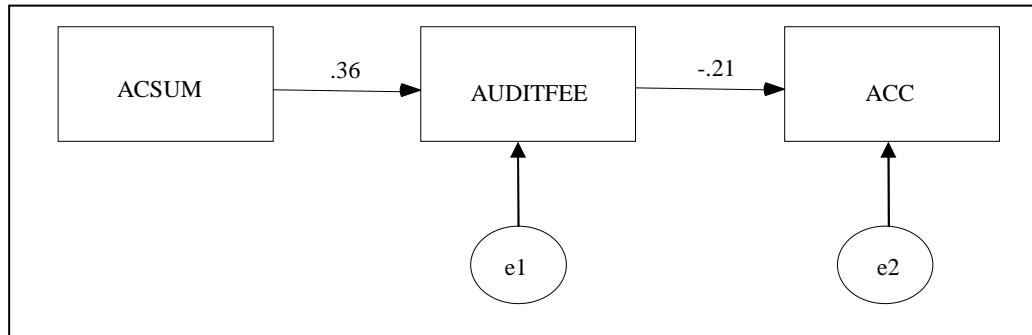 .36
-.21
ACSUM
AUDITFEE
ACC
e1
e2